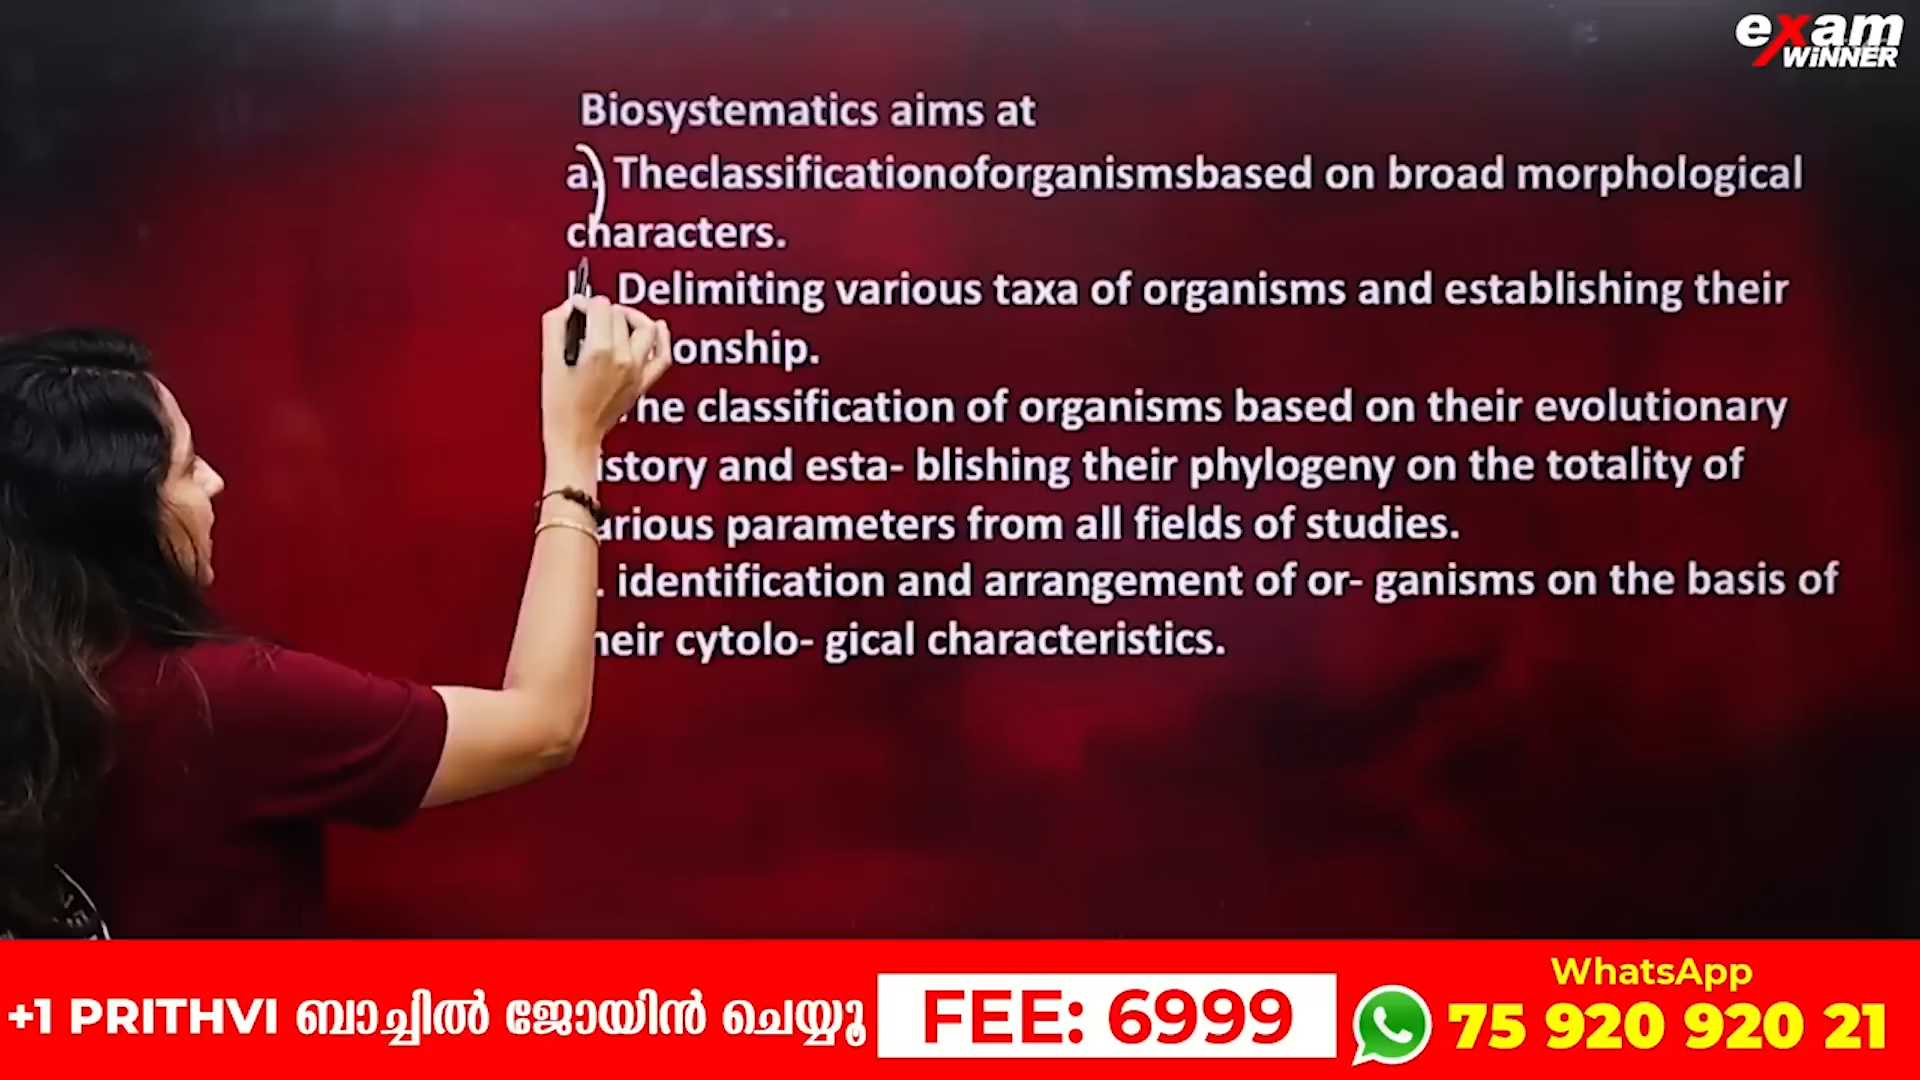 exam
WiNNER
Biosystematics aims at
a. Theclassificationoforganismsbased on broad morphological
characters.
Delimiting various taxa of organisms and establishing their
onship.
he classification of organisms based on their evolutionary
istory and esta- blishing their phylogeny on the totality of
arious parameters from all fields of studies.
. identification and arrangement of or- ganisms on the basis of
heir cytolo- gical characteristics.
+1 PRITHVI ബാച്ചിൽ ജോയിൻ ചെയ്യൂ
FEE: 6999
WhatsApp
75 920 920 21